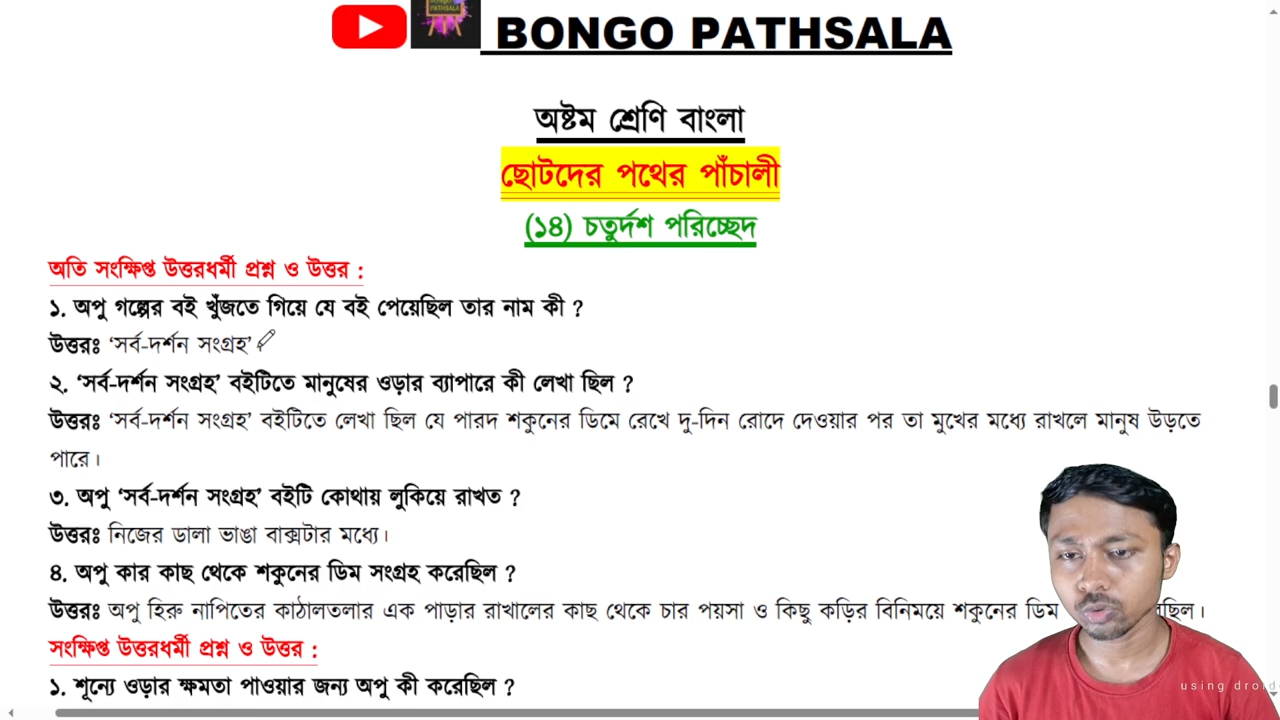 BONGO PATHSALA
BONGO PATHSALA
অষ্টম শ্রেণি বাংলা
ছোটদের পথের পাঁচালী
(১৪) চতুর্দশ পরিচ্ছেদ
অতি সংক্ষিপ্ত উত্তরধর্মী প্রশ্ন ও উত্তর :
১. অপু গল্পের বই খুঁজতে গিয়ে যে বই পেয়েছিল তার নাম কী ?
উত্তরঃ ‘সর্ব-দর্শন সংগ্রহ’
২. ‘সর্ব-দর্শন সংগ্রহ’ বইটিতে মানুষের ওড়ার ব্যাপারে কী লেখা ছিল ?
উত্তরঃ ‘সর্ব-দর্শন সংগ্রহ’ বইটিতে লেখা ছিল যে পারদ শকুনের ডিমে রেখে দু-দিন রোদে দেওয়ার পর তা মুখের মধ্যে রাখলে মানুষ উড়তে
পারে।
৩. অপু ‘সর্ব-দর্শন সংগ্রহ’ বইটি কোথায় লুকিয়ে রাখত ?
উত্তরঃ নিজের ডালা ভাঙা বাক্সটার মধ্যে।
৪. অপু কার কাছ থেকে শকুনের ডিম সংগ্রহ করেছিল ?
উত্তরঃ অপু হিরু নাপিতের কাঠালতলার এক পাড়ার রাখালের কাছ থেকে চার পয়সা ও কিছু কড়ির বিনিময়ে শকুনের ডিম
সংক্ষিপ্ত উত্তরধর্মী প্রশ্ন ও উত্তর :
১. শূন্যে ওড়ার ক্ষমতা পাওয়ার জন্য অপু কী করেছিল ?
using droid